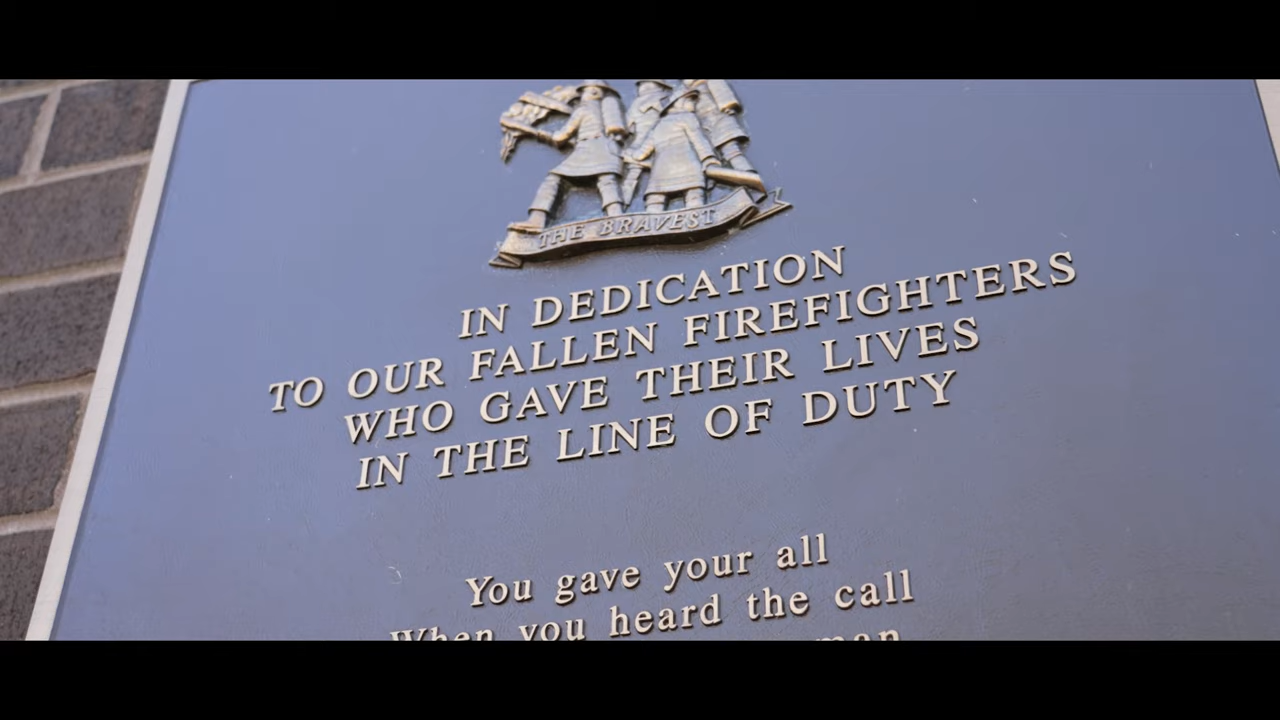 THE BRAVEST
IN DEDICATION
TO OUR FALLEN FIREFIGHTERS
WHO GAVE THEIR LIVES
IN THE LINE OF DUTY
You gave your all
When you heard the call
man